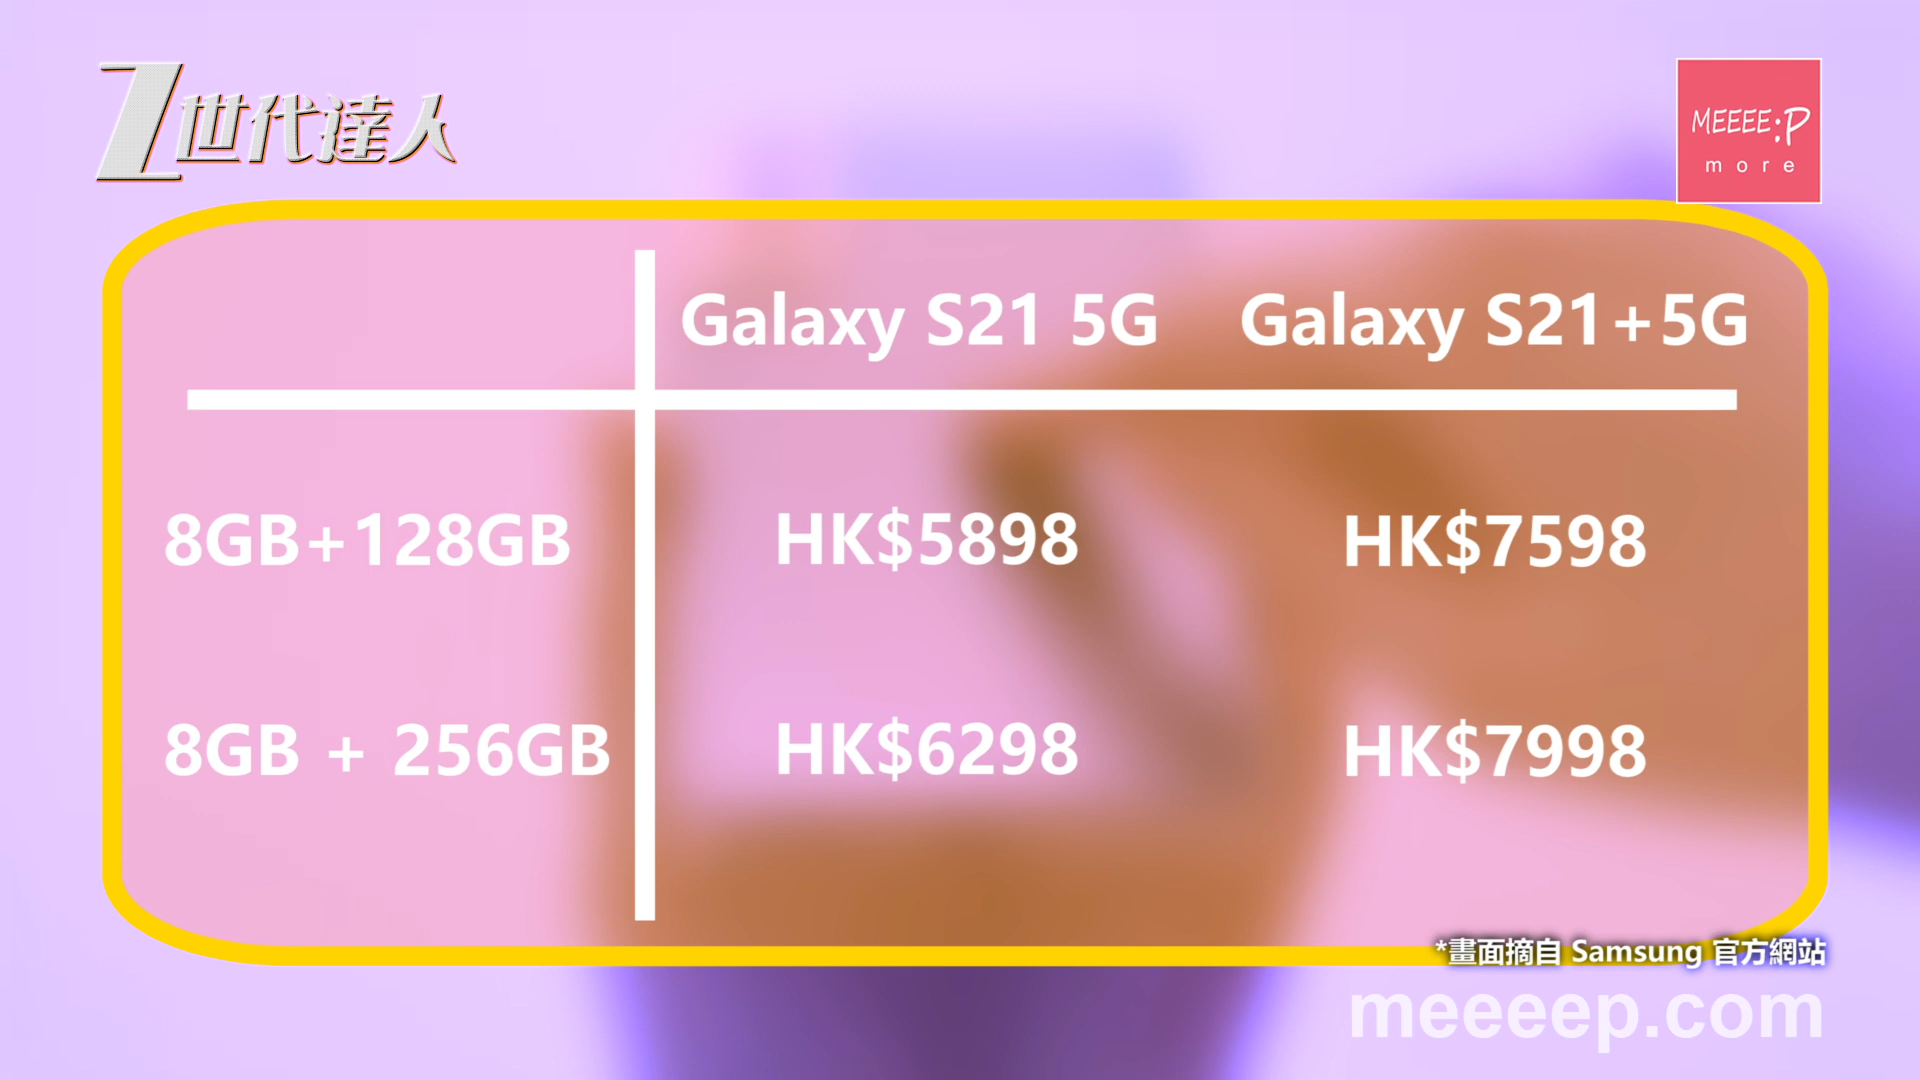 Z世代達人
MEEEE:P
more
Galaxy S21 5G Galaxy S21+5G
8GB+128GB HK$5898 HK$7598
8GB + 256GB HK$6298 HK$7998
*畫面摘自 Samsung 官方網站
meeeep.com